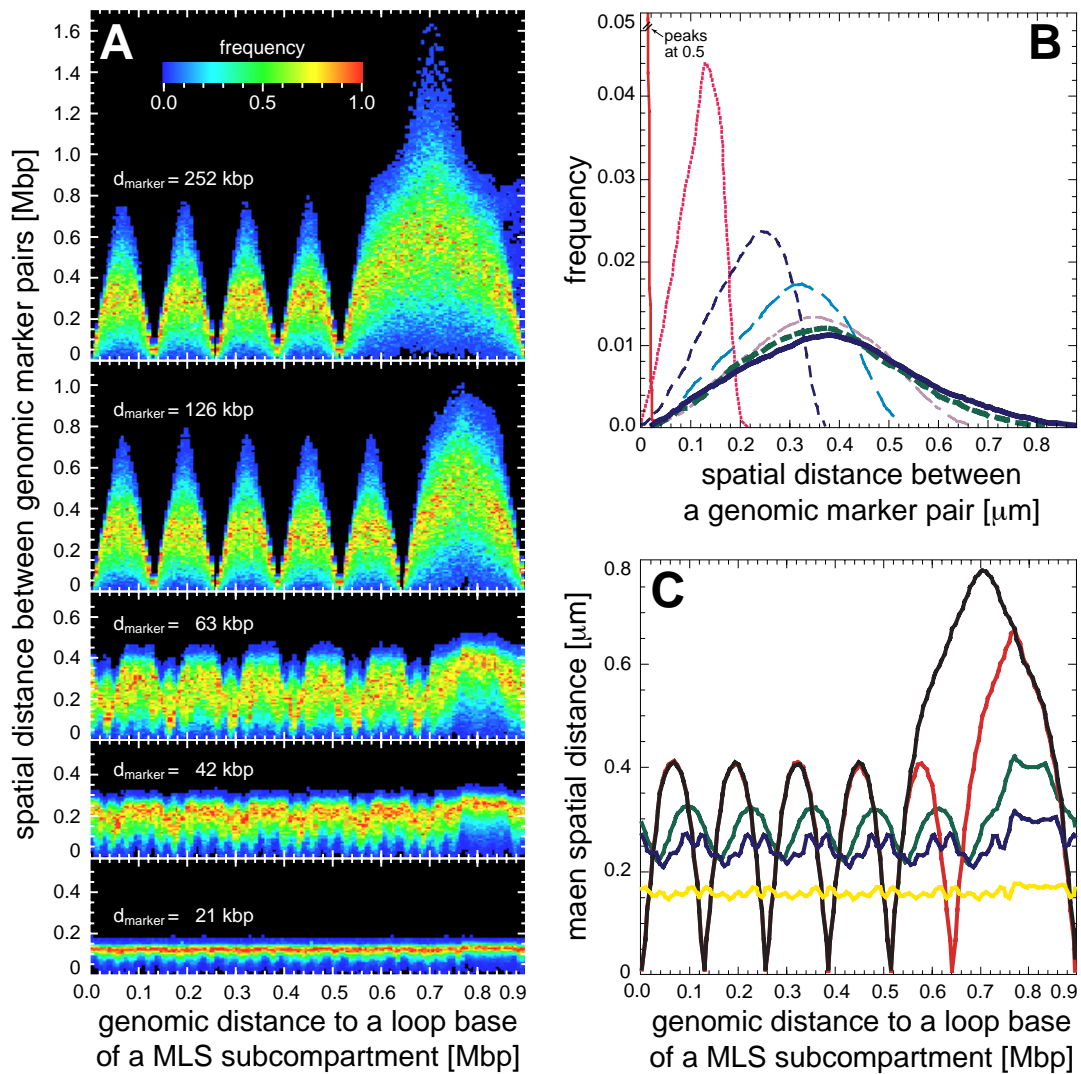 A
frequency
0.0 0.5 1.0
spatial distance between genomic marker pairs [Mbp]
1.6
1.4
1.2
1.0
0.8
0.6
0.4
0.2
0
dmarker = 252 kbp
1.0
0.8
0.6
0.4
0.2
0
dmarker = 126 kbp
0.6
0.4
0.2
0
dmarker = 63 kbp
0.4
0.2
0
dmarker = 42 kbp
0.4
0.2
0
dmarker = 21 kbp
0.0 0.1 0.2 0.3 0.4 0.5 0.6 0.7 0.8 0.9
genomic distance to a loop base
of a MLS subcompartment [Mbp]
B
peaks
at 0.5
frequency
0.05
0.04
0.03
0.02
0.01
0.0
0 0.1 0.2 0.3 0.4 0.5 0.6 0.7 0.8
spatial distance between
a genomic marker pair [μm]
C
maen spatial distance [μm]
0.8
0.6
0.4
0.2
0
0.0 0.1 0.2 0.3 0.4 0.5 0.6 0.7 0.8 0.9
genomic distance to a loop base
of a MLS subcompartment [Mbp]